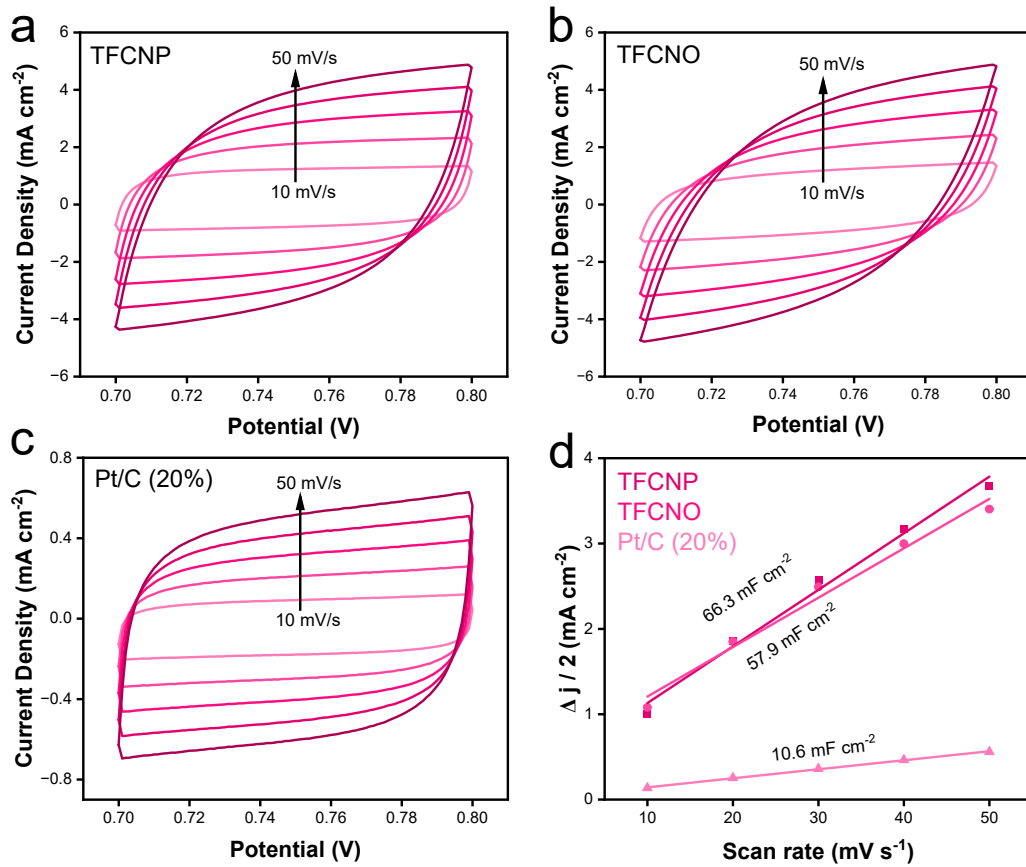 a
TFCNP
50 mV/s
10 mV/s
6
4
2
0
−2
−4
−6
0.70
0.72
0.74
0.76
0.78
0.80
Current Density (mA cm⁻²)
Potential (V)
b
TFCNO
50 mV/s
10 mV/s
6
4
2
0
−2
−4
−6
0.70
0.72
0.74
0.76
0.78
0.80
Current Density (mA cm⁻²)
Potential (V)
c
Pt/C (20%)
50 mV/s
10 mV/s
0.8
0.4
0.0
−0.4
−0.8
0.70
0.72
0.74
0.76
0.78
0.80
Current Density (mA cm⁻²)
Potential (V)
d
TFCNP
TFCNO
Pt/C (20%)
66.3 mF cm⁻²
57.9 mF cm⁻²
10.6 mF cm⁻²
4
3
2
1
0
10
20
30
40
50
Δ j / 2 (mA cm⁻²)
Scan rate (mV s⁻¹)